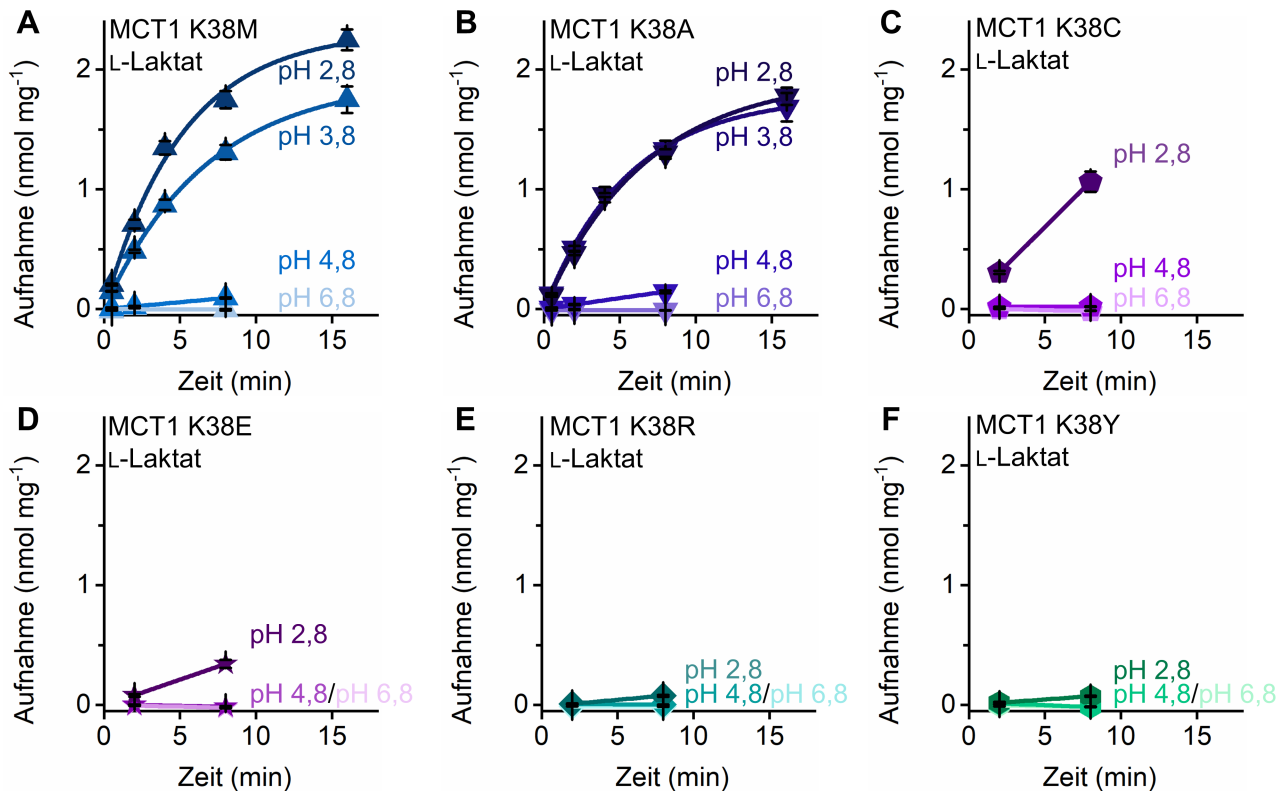 A
MCT1 K38M
L-Laktat
pH 2,8
pH 3,8
pH 4,8
pH 6,8
Aufnahme (nmol mg⁻¹)
2
1
0
0 5 10 15
Zeit (min)
B
MCT1 K38A
L-Laktat
pH 2,8
pH 3,8
pH 4,8
pH 6,8
Aufnahme (nmol mg⁻¹)
2
1
0
0 5 10 15
Zeit (min)
C
MCT1 K38C
L-Laktat
pH 2,8
pH 4,8
pH 6,8
Aufnahme (nmol mg⁻¹)
2
1
0
0 5 10 15
Zeit (min)
D
MCT1 K38E
L-Laktat
pH 2,8
pH 4,8/pH 6,8
Aufnahme (nmol mg⁻¹)
2
1
0
0 5 10 15
Zeit (min)
E
MCT1 K38R
L-Laktat
pH 2,8
pH 4,8/pH 6,8
Aufnahme (nmol mg⁻¹)
2
1
0
0 5 10 15
Zeit (min)
F
MCT1 K38Y
L-Laktat
pH 2,8
pH 4,8/pH 6,8
Aufnahme (nmol mg⁻¹)
2
1
0
0 5 10 15
Zeit (min)